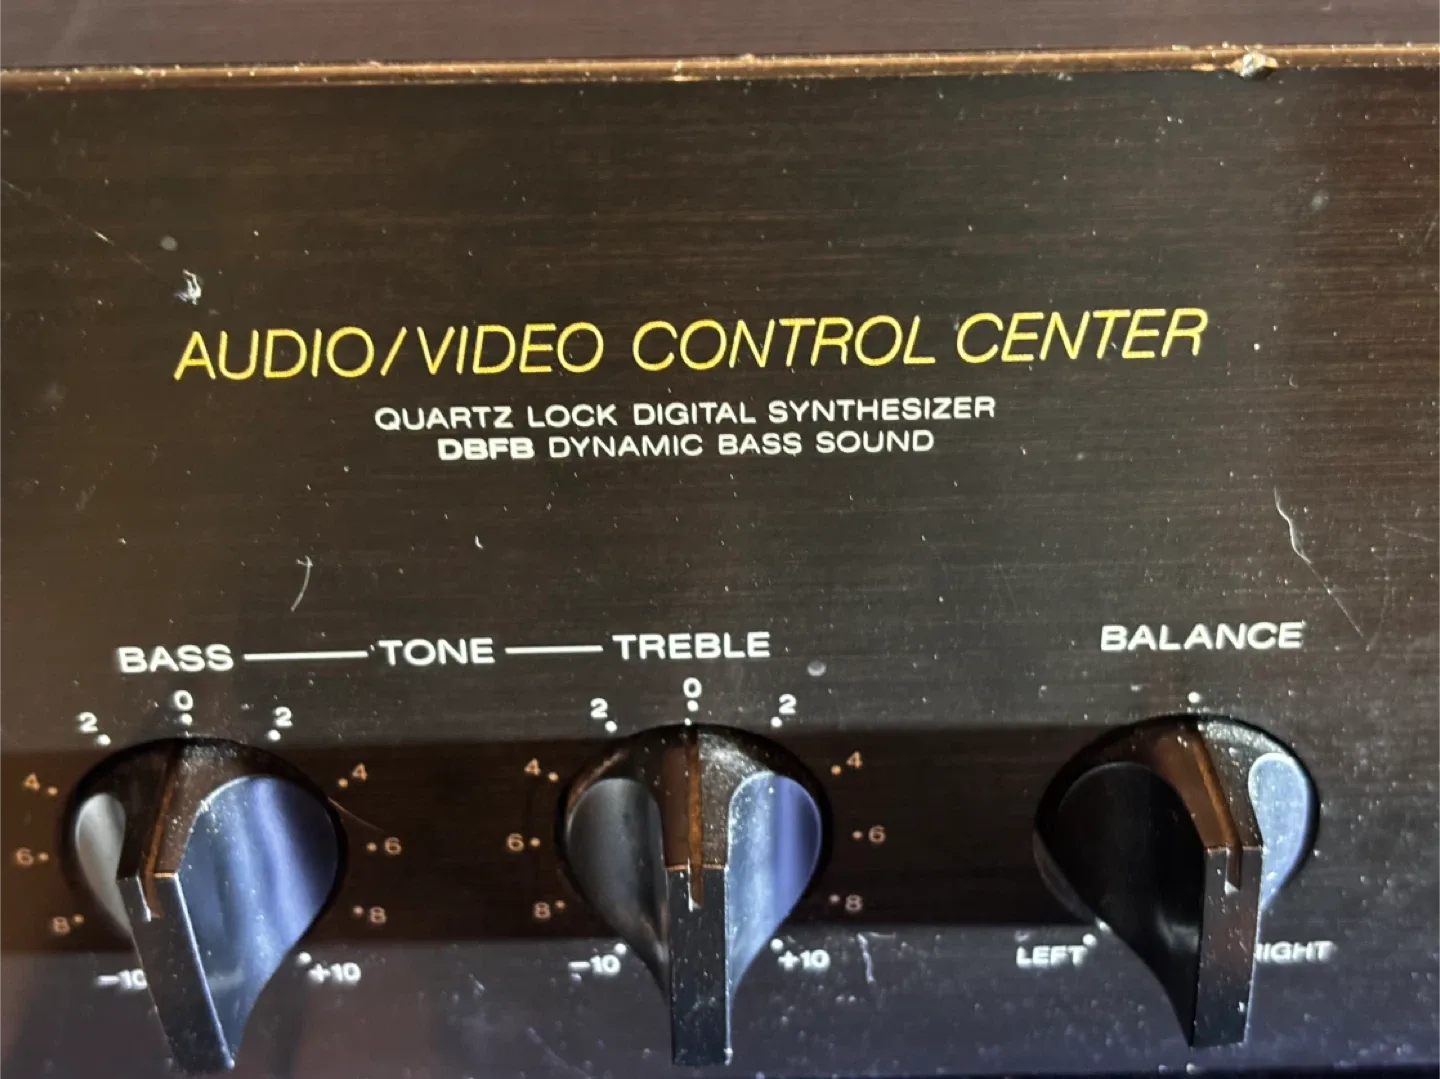 AUDIO/VIDEO CONTROL CENTER
QUARTZ LOCK DIGITAL SYNTHESIZER
DBFB DYNAMIC BASS SOUND
BASS TONE TREBLE
BALANCE
0
2 2
4 4
6 6
8 8
-10 +10
0
2 2
4 4
6 6
8 8
-10 +10
LEFT